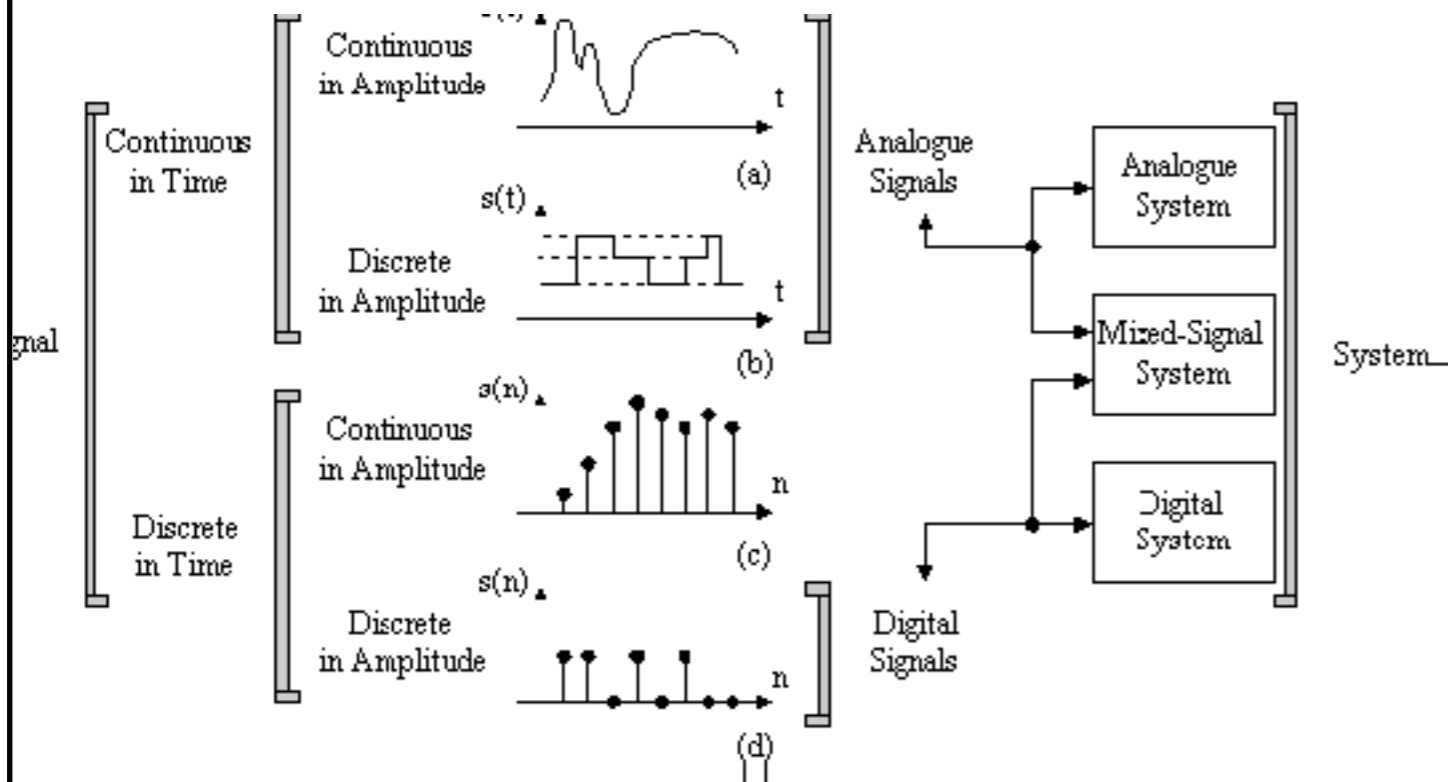 Continuous
in Amplitude
t
(a)
Continuous
in Time
s(t)
Discrete
in Amplitude
t
(b)
gnal
s(n)
Continuous
in Amplitude
n
(c)
Discrete
in Time
s(n)
Discrete
in Amplitude
n
(d)
Analogue
Signals
Digital
Signals
Analogue
System
Mixed-Signal
System
Digital
System
System